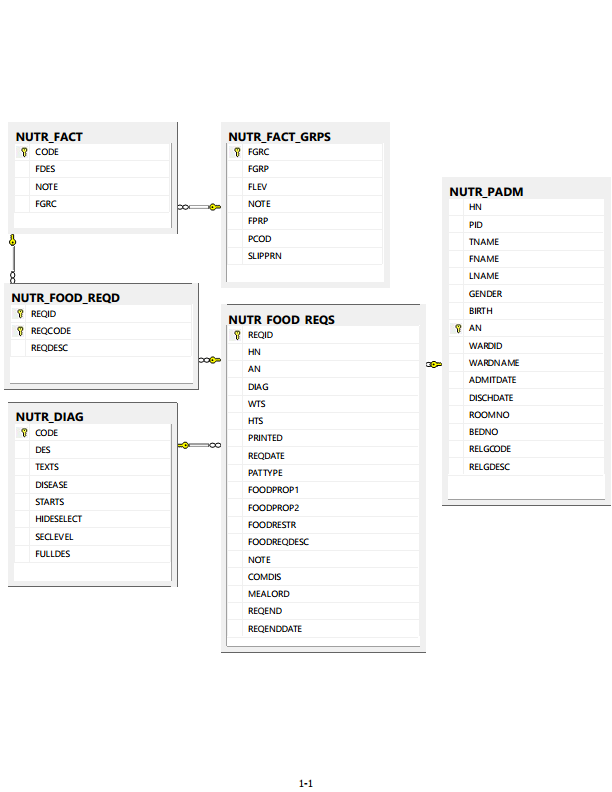 NUTR_FACT
CODE
FDES
NOTE
FGRC
NUTR_FACT_GRPS
FGRC
FGRP
FLEV
NOTE
FPRP
PCOD
SLIPPRN
NUTR_PADM
HN
PID
TNAME
FNAME
LNAME
GENDER
BIRTH
AN
WARDID
WARDNAME
ADMITDATE
DISCHDATE
ROOMNO
BEDNO
RELGCODE
RELGDESC
NUTR_FOOD_REQD
REQID
REQCODE
REQDESC
NUTR_FOOD_REQS
REQID
HN
AN
DIAG
WTS
HTS
PRINTED
REQDATE
PATTYPE
FOODPROP1
FOODPROP2
FOODRESTR
FOODREQDESC
NOTE
COMDIS
MEALORD
REQEND
REQENDDATE
NUTR_DIAG
CODE
DES
TEXTS
DISEASE
STARTS
HIDESELECT
SECLEVEL
FULLDES
1-1